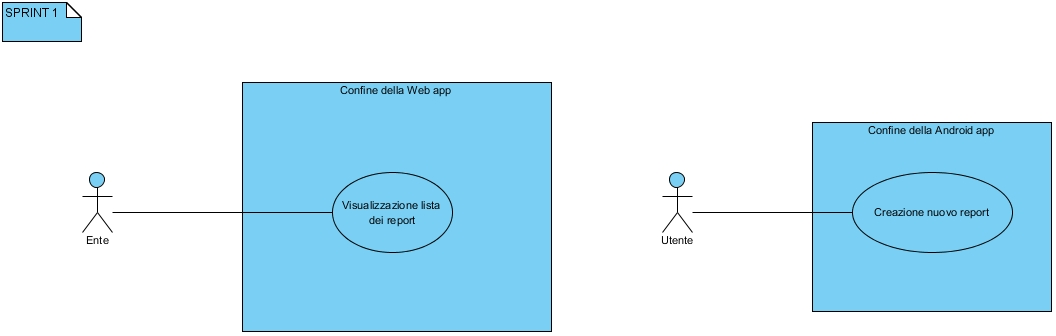 SPRINT 1
Confine della Web app
Visualizzazione lista
dei report
Ente
Confine della Android app
Creazione nuovo report
Utente